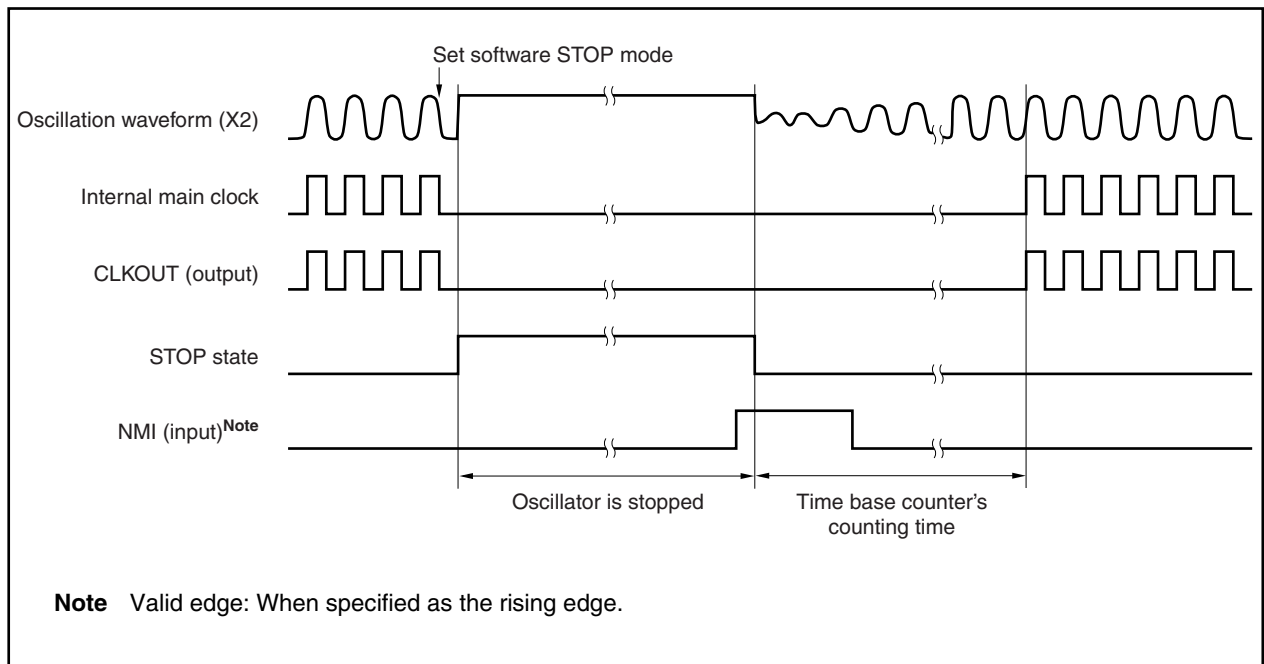 Set software STOP mode
Oscillation waveform (X2)
Internal main clock
CLKOUT (output)
STOP state
NMI (input)Note
Oscillator is stopped
Time base counter’s
counting time
Note Valid edge: When specified as the rising edge.